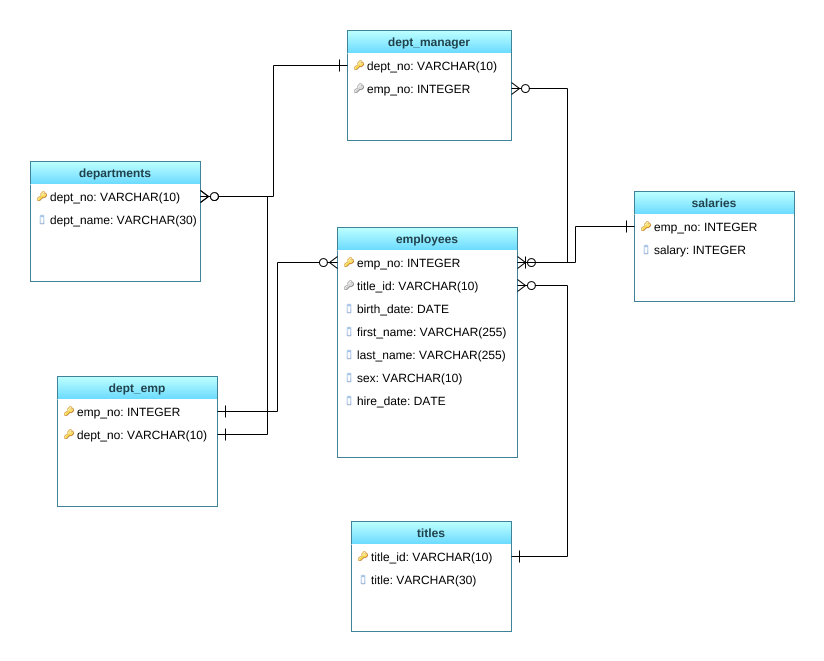 dept_manager
dept_no: VARCHAR(10)
emp_no: INTEGER
departments
dept_no: VARCHAR(10)
dept_name: VARCHAR(30)
salaries
emp_no: INTEGER
salary: INTEGER
employees
emp_no: INTEGER
title_id: VARCHAR(10)
birth_date: DATE
first_name: VARCHAR(255)
last_name: VARCHAR(255)
sex: VARCHAR(10)
hire_date: DATE
dept_emp
emp_no: INTEGER
dept_no: VARCHAR(10)
titles
title_id: VARCHAR(10)
title: VARCHAR(30)